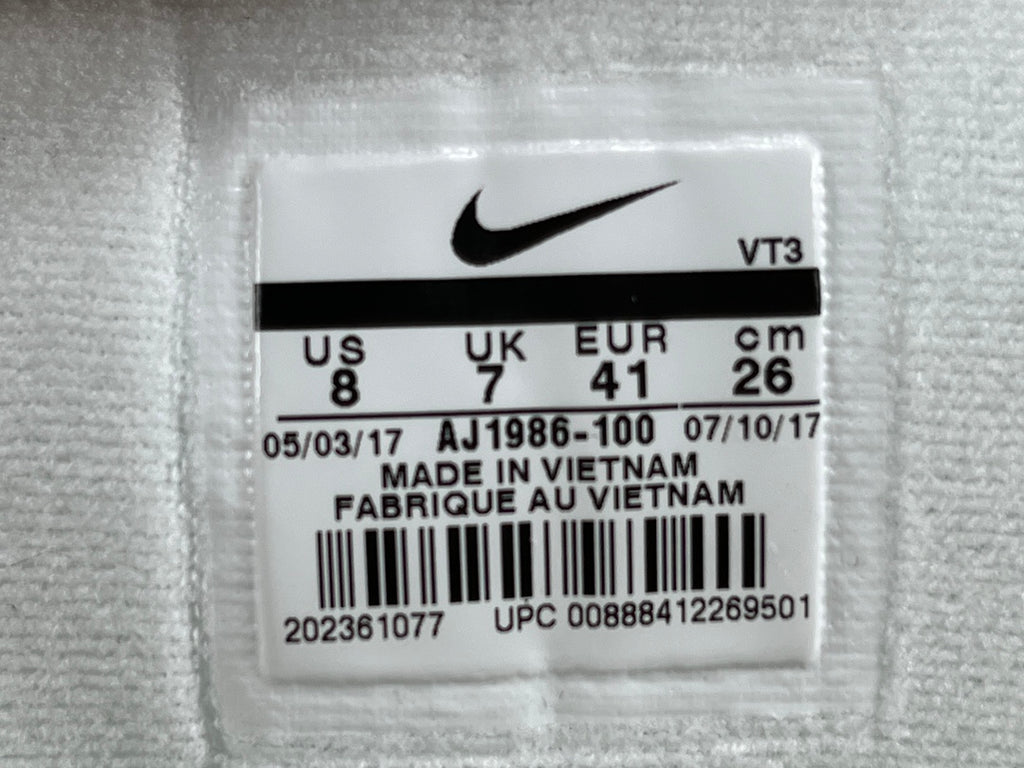 VT3
US UK EUR cm
8 7 41 26
05/03/17 AJ1986-100 07/10/17
MADE IN VIETNAM
FABRIQUE AU VIETNAM
202361077 UPC 00888412269501